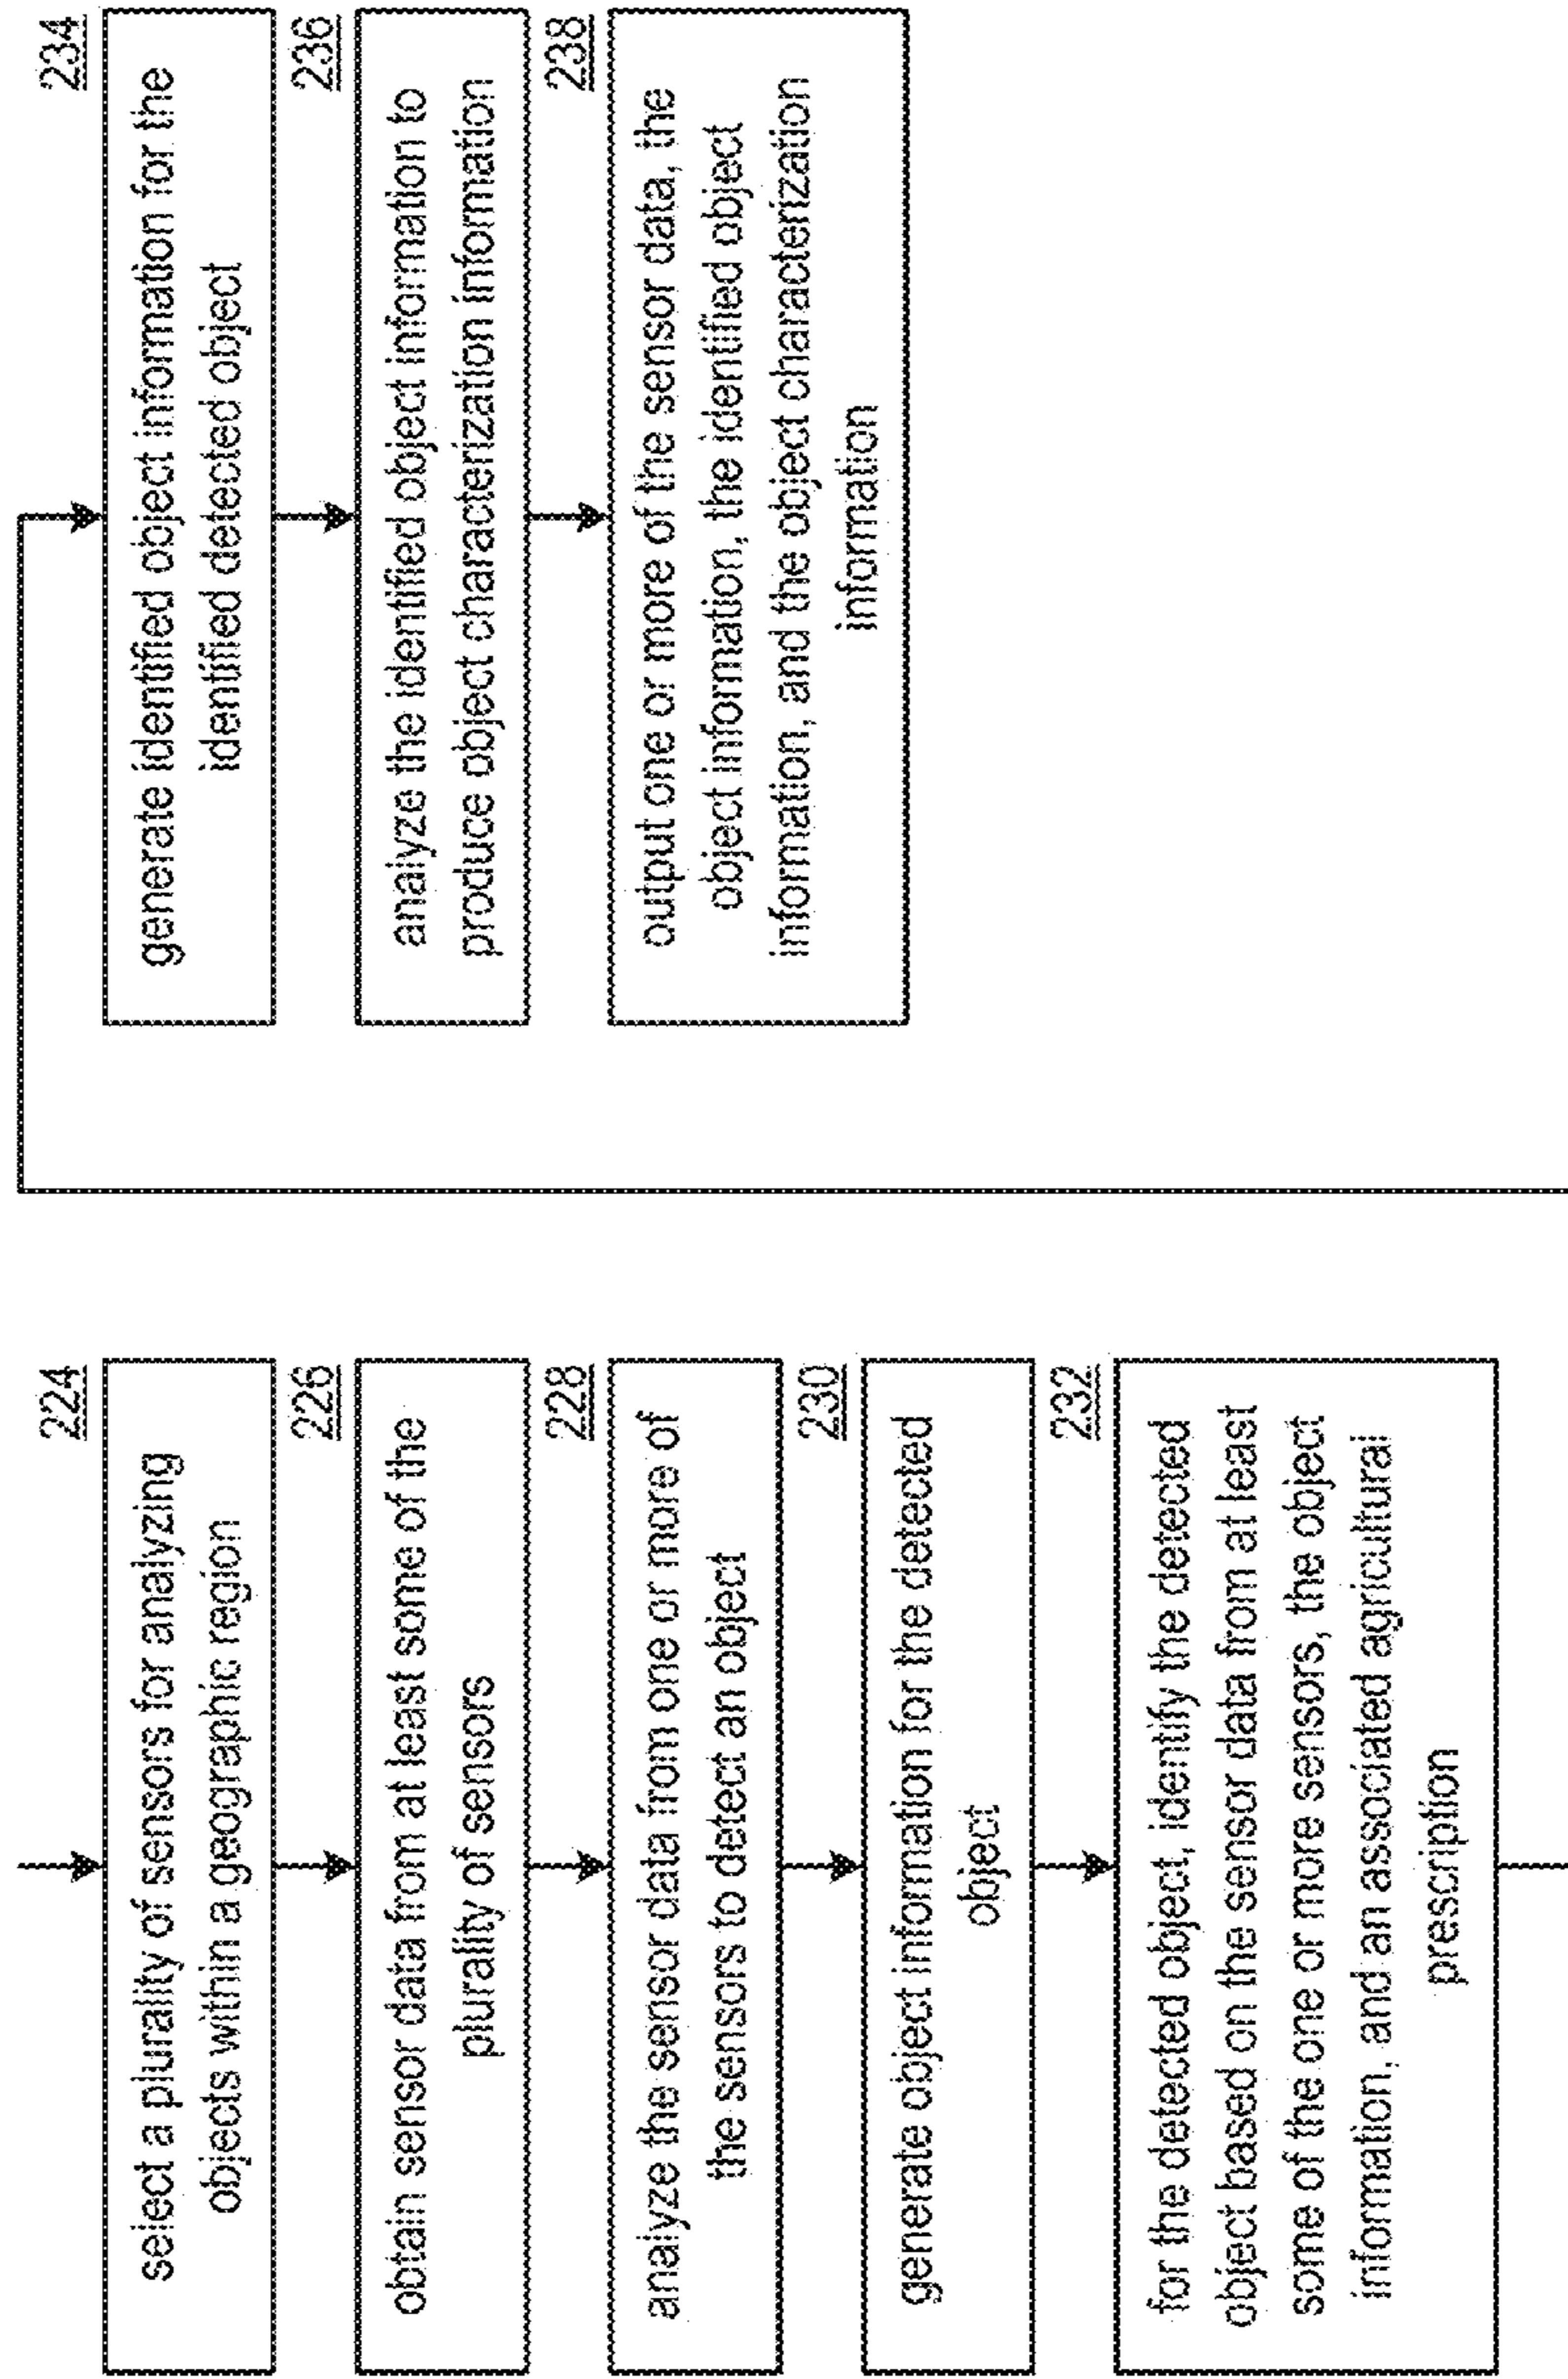 224
select a plurality of sensors for analyzing
objects within a geographic region
226
obtain sensor data from at least some of the
plurality of sensors
228
analyze the sensor data from one or more of
the sensors to detect an object
230
generate object information for the detected
object
232
for the detected object, identify the detected
object based on the sensor data from at least
some of the one or more sensors, the object
information, and an associated agricultural
prescription
234
generate identified object information for the
identified detected object
236
analyze the identified object information to
produce object characterization information
238
output one or more of the sensor data, the
object information, the identified object
information, and the object characterization
information